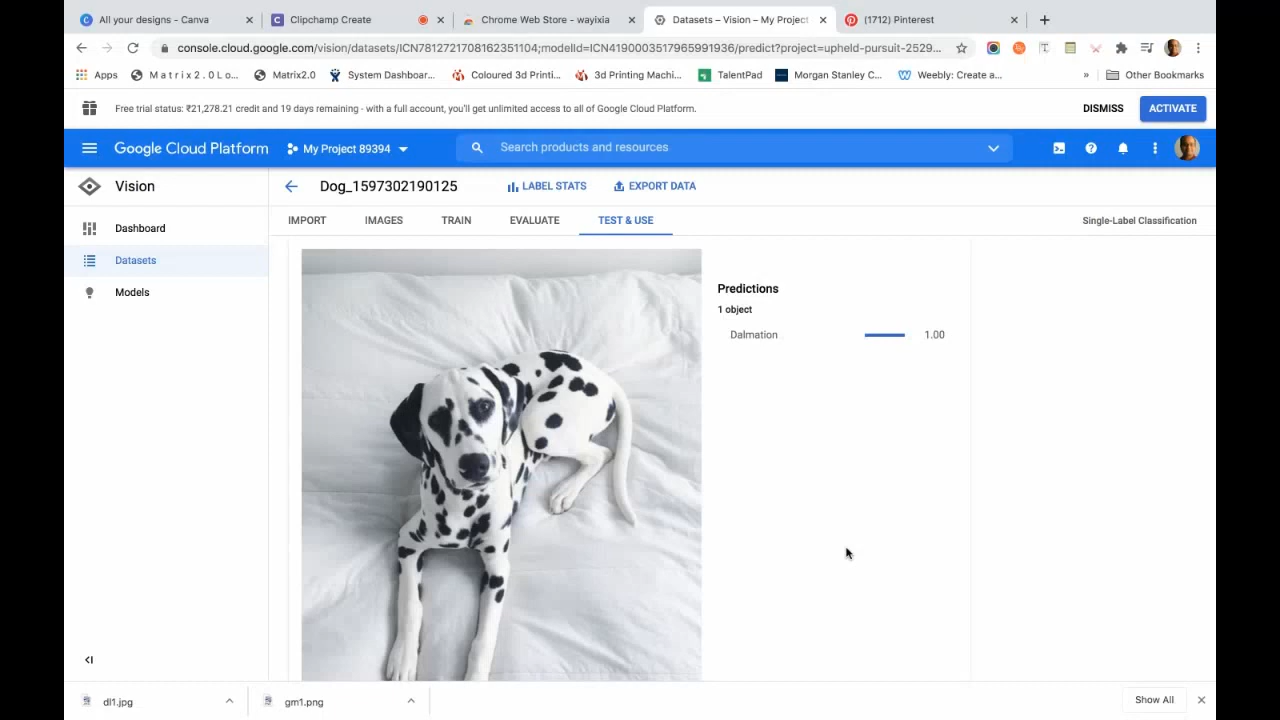 All your designs - Canva
Clipchamp Create
Chrome Web Store - wayixia
Datasets – Vision – My Project
(1712) Pinterest
console.cloud.google.com/vision/datasets/ICN7812721708162351104;modelId=ICN4190003517965991936/predict?project=upheld-pursuit-2529...
Apps
M a t r i x 2 . 0 L o...
Matrix2.0
System Dashboar...
Coloured 3d Printi...
3d Printing Machi...
TalentPad
Morgan Stanley C...
Weebly: Create a...
»
Other Bookmarks
Free trial status: ₹21,278.21 credit and 19 days remaining - with a full account, you'll get unlimited access to all of Google Cloud Platform.
DISMISS
ACTIVATE
Google Cloud Platform
My Project 89394
Search products and resources
Vision
Dog_1597302190125
LABEL STATS
EXPORT DATA
Dashboard
Datasets
Models
IMPORT
IMAGES
TRAIN
EVALUATE
TEST & USE
Single-Label Classification
Predictions
1 object
Dalmation 1.00
dl1.jpg
gm1.png
Show All